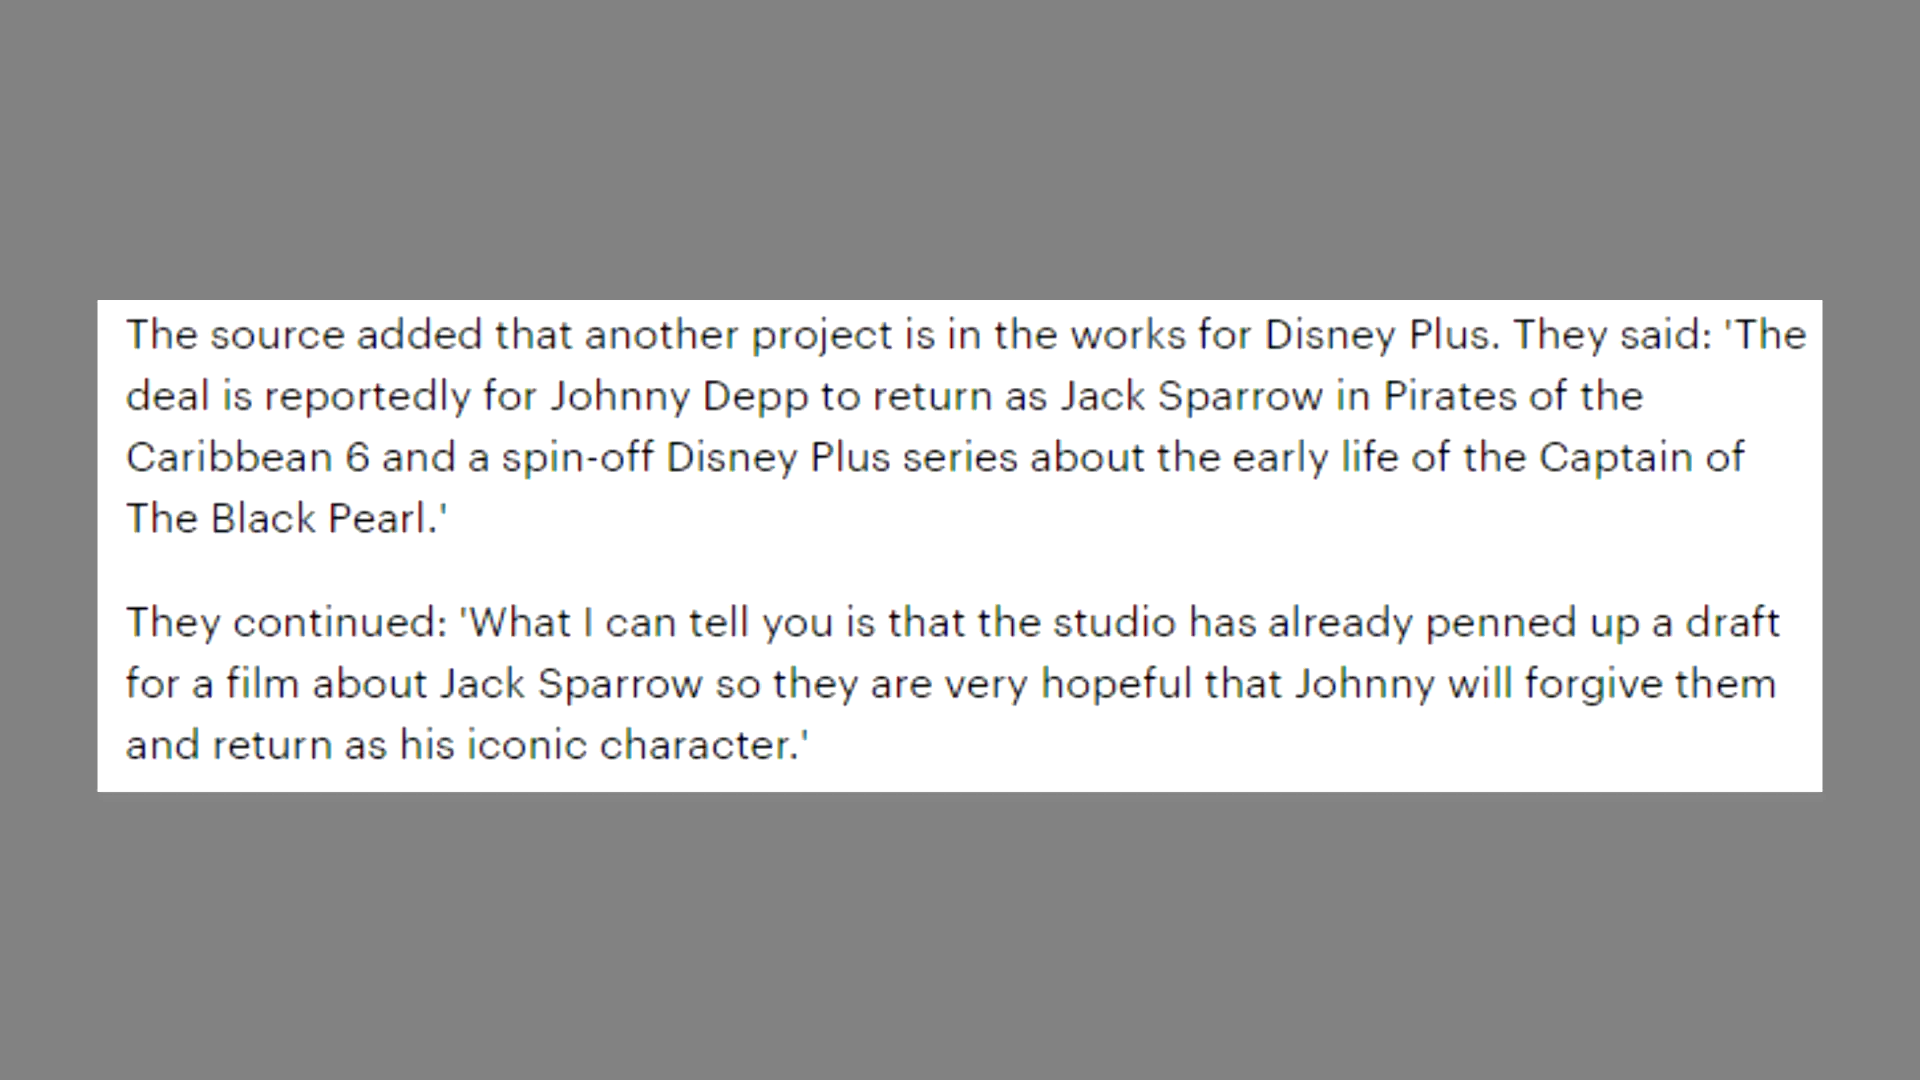 The source added that another project is in the works for Disney Plus. They said: 'The
deal is reportedly for Johnny Depp to return as Jack Sparrow in Pirates of the
Caribbean 6 and a spin-off Disney Plus series about the early life of the Captain of
The Black Pearl.'
They continued: 'What I can tell you is that the studio has already penned up a draft
for a film about Jack Sparrow so they are very hopeful that Johnny will forgive them
and return as his iconic character.'